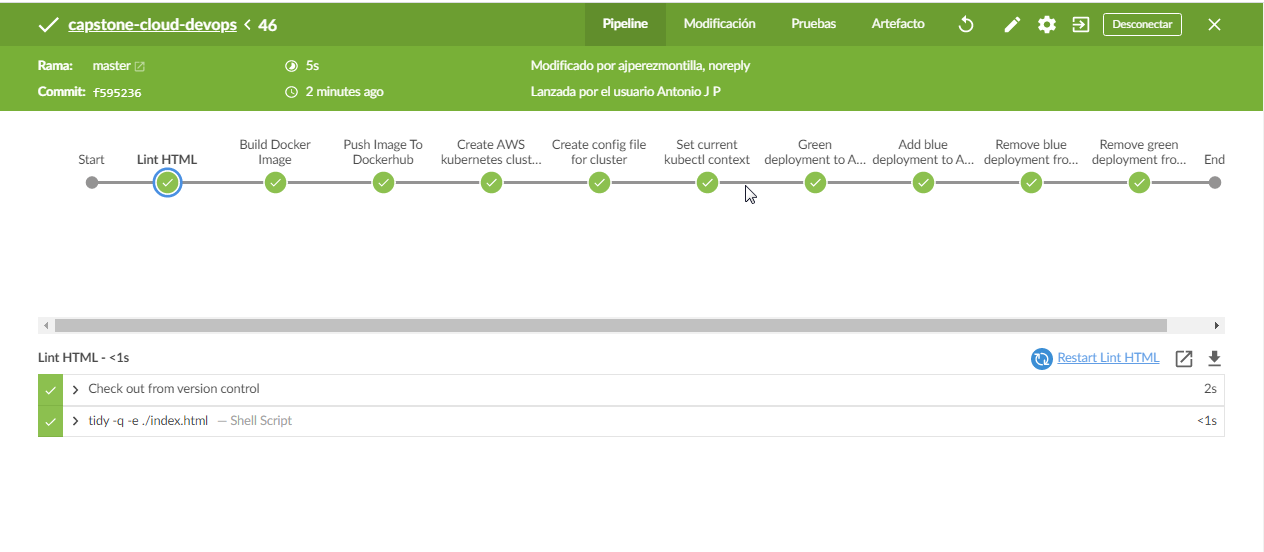 capstone-cloud-devops < 46
Pipeline
Modificación
Pruebas
Artefacto
Desconectar
Rama: master
5s
Modificado por ajperezmontilla, noreply
Commit: f595236
2 minutes ago
Lanzada por el usuario Antonio J P
Start
Lint HTML
Build Docker
Image
Push Image To
Dockerhub
Create AWS
kubernetes clust...
Create config file
for cluster
Set current
kubectl context
Green
deployment to A...
Add blue
deployment to A...
Remove blue
deployment fro...
Remove green
deployment fro...
End
Lint HTML - <1s
Restart Lint HTML
Check out from version control
2s
tidy -q -e ./index.html — Shell Script
<1s